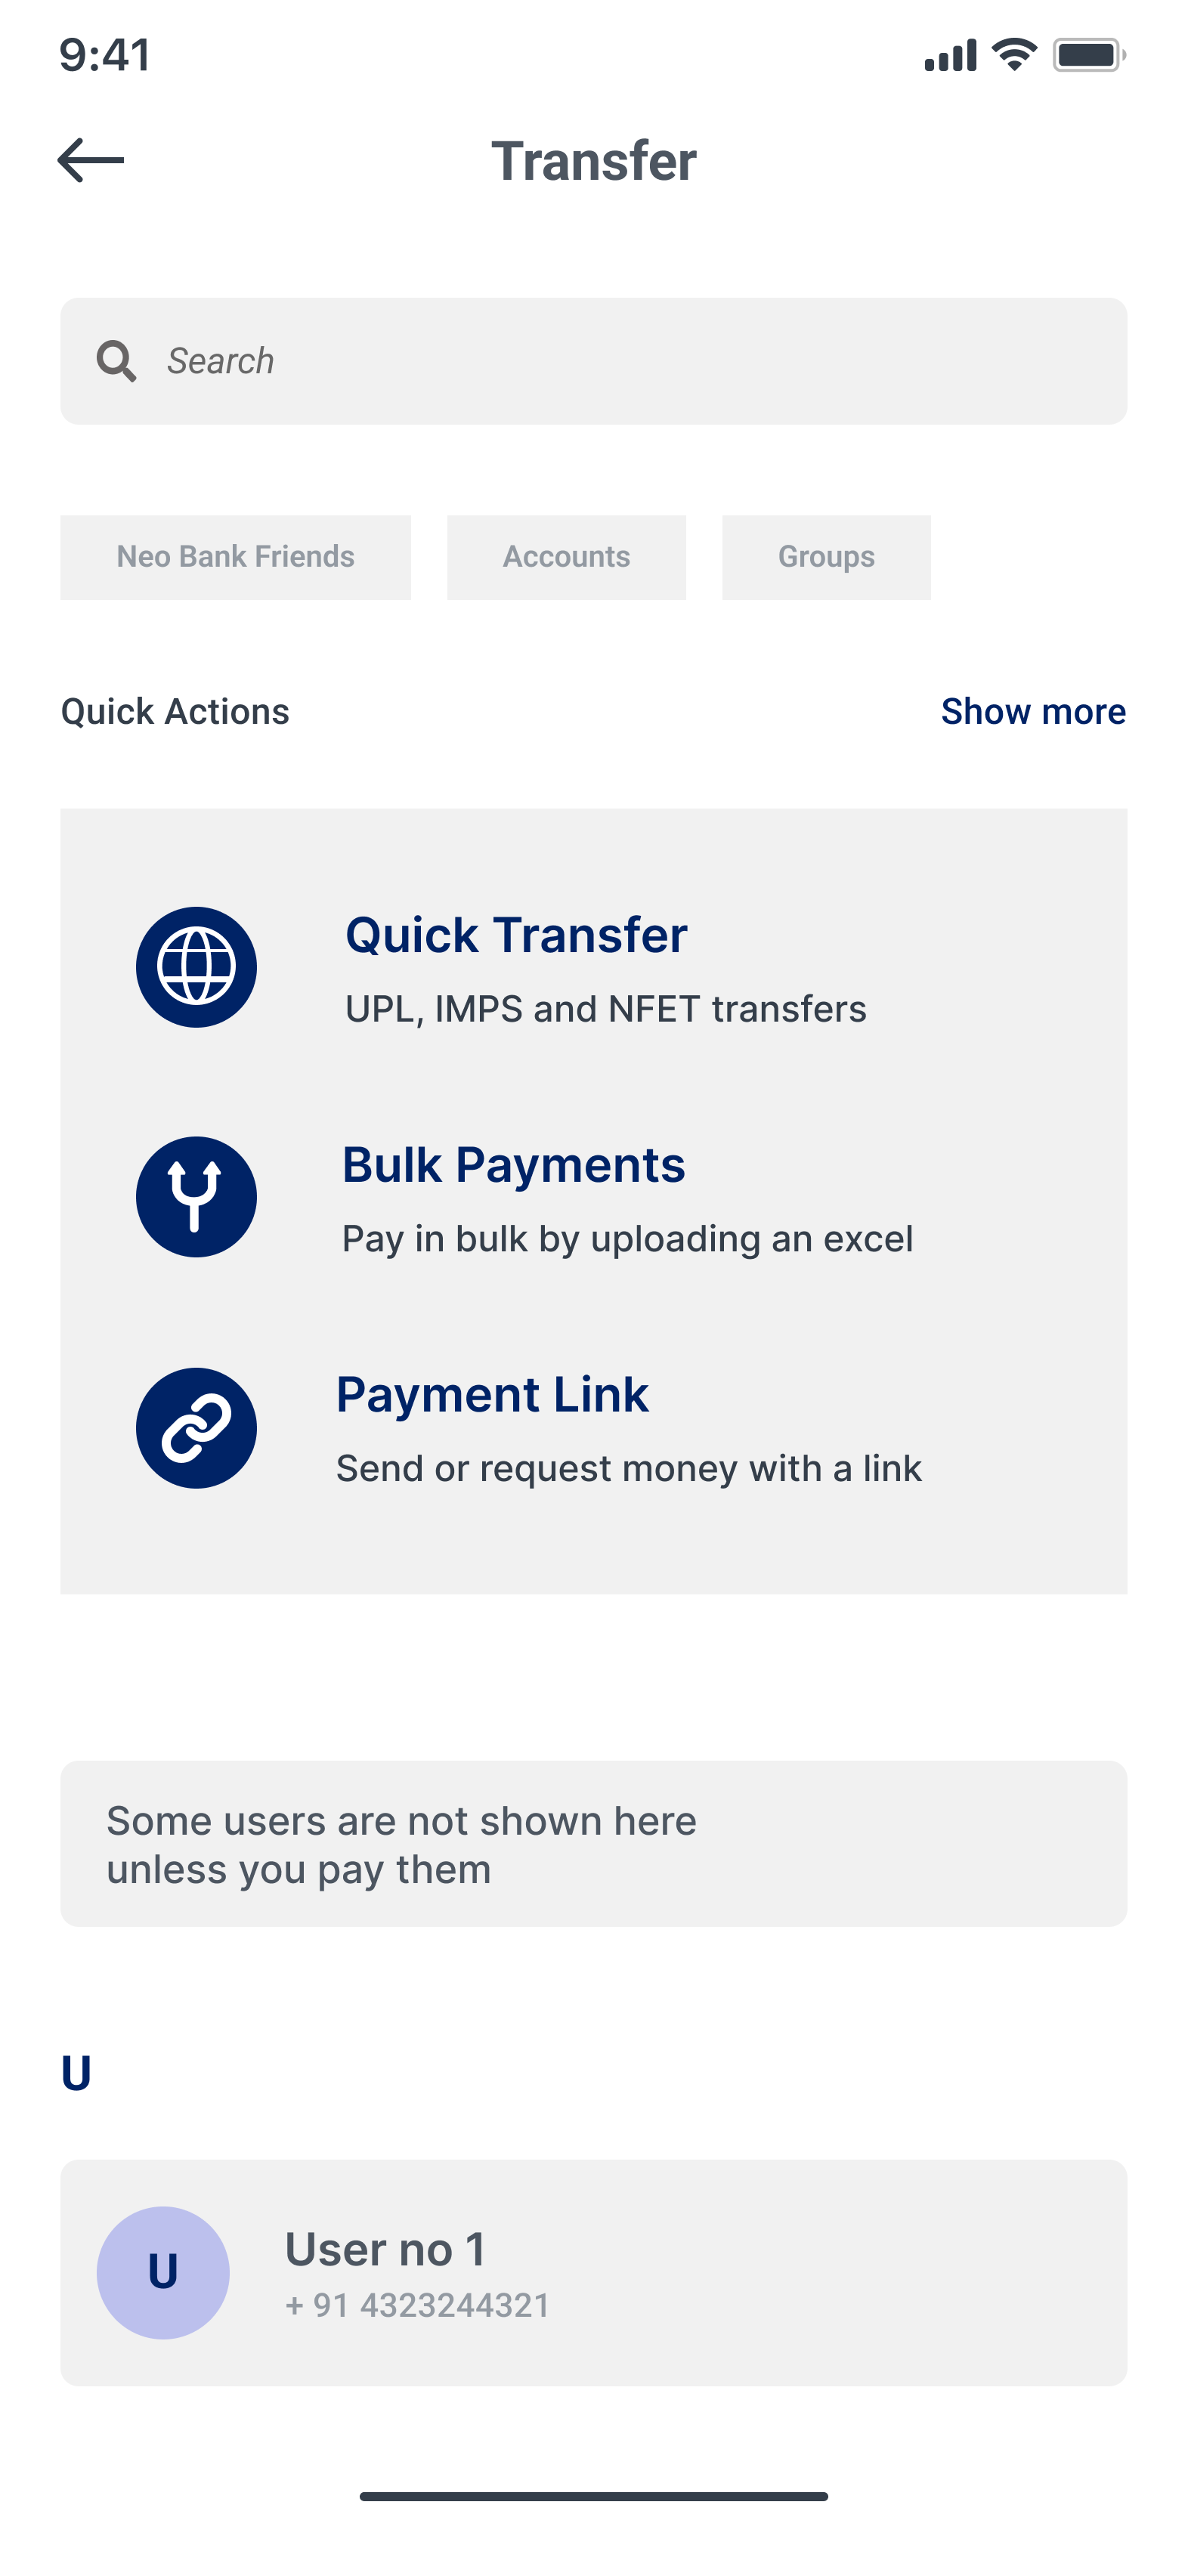 9:41
Transfer
Search
Neo Bank Friends Accounts Groups
Quick Actions Show more
Quick Transfer
UPL, IMPS and NFET transfers
Bulk Payments
Pay in bulk by uploading an excel
Payment Link
Send or request money with a link
Some users are not shown here
unless you pay them
U
U
User no 1
+ 91 4323244321